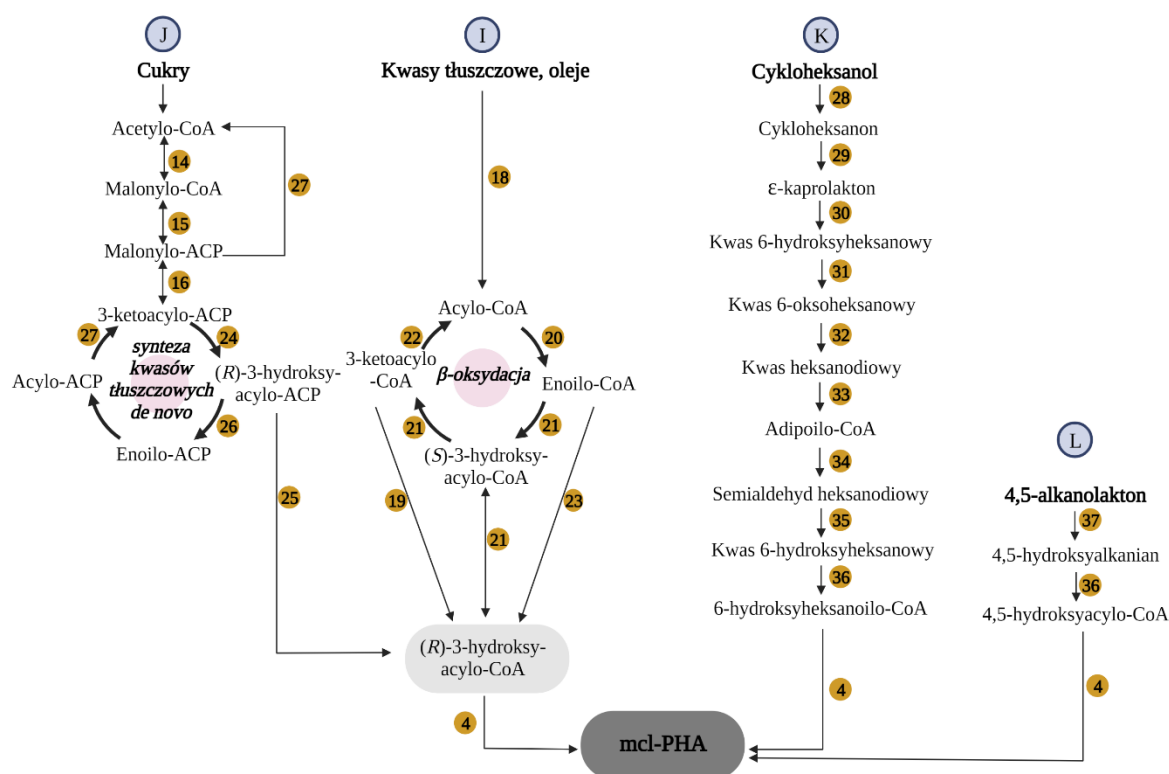 J
Cukry
Acetylo-CoA
14
Malonylo-CoA
27
15
Malonylo-ACP
16
3-ketoacylo-ACP
27
24
synteza
kwasów
tłuszczowych
de novo
Acylo-ACP
(R)-3-hydroksy-
acylo-ACP
26
Enoilo-ACP
25
I
Kwasy tłuszczowe, oleje
18
Acylo-CoA
22
20
3-ketoacylo
-CoA
β-oksydacja
Enoilo-CoA
21
21
(S)-3-hydroksy-
acylo-CoA
19
23
21
(R)-3-hydroksy-
acylo-CoA
4
mcl-PHA
K
Cykloheksanol
28
Cykloheksanon
29
ε-kaprolakton
30
Kwas 6-hydroksyheksanowy
31
Kwas 6-oksoheksanowy
32
Kwas heksanodiowy
33
Adipoilo-CoA
34
Semialdehyd heksanodiowy
35
Kwas 6-hydroksyheksanowy
36
6-hydroksyheksanoilo-CoA
4
L
4,5-alkanolakton
37
4,5-hydroksyalkanian
36
4,5-hydroksyacylo-CoA
4